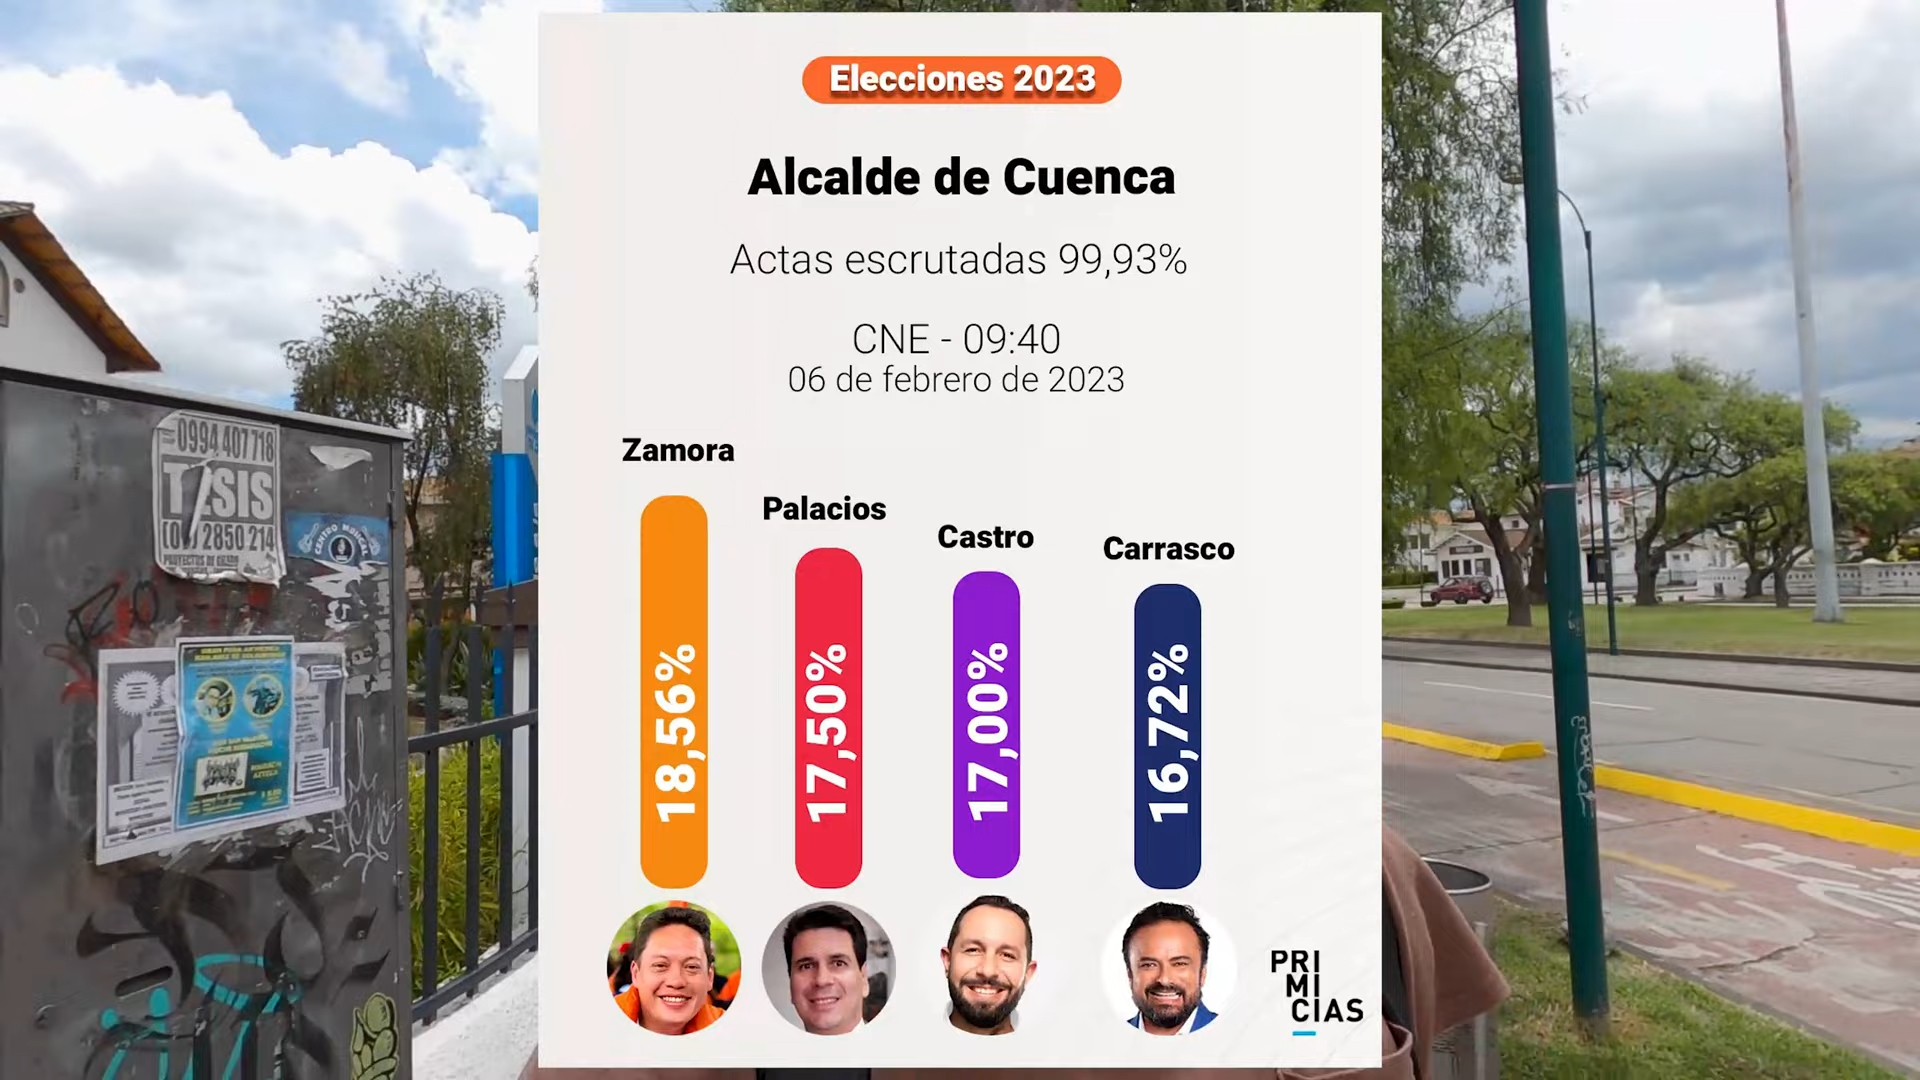 Elecciones 2023
Alcalde de Cuenca
Actas escrutadas 99,93%
CNE - 09:40
06 de febrero de 2023
Zamora
Palacios
Castro
Carrasco
18,56%
17,50%
17,00%
16,72%
PRI
MI
CIAS
0994 407 718
TESIS
2850 214
CENTRO MUSICAL